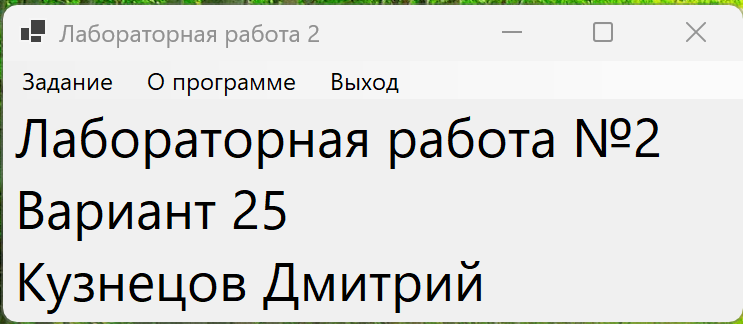 Лабораторная работа 2
Задание О программе Выход
Лабораторная работа №2
Вариант 25
Кузнецов Дмитрий